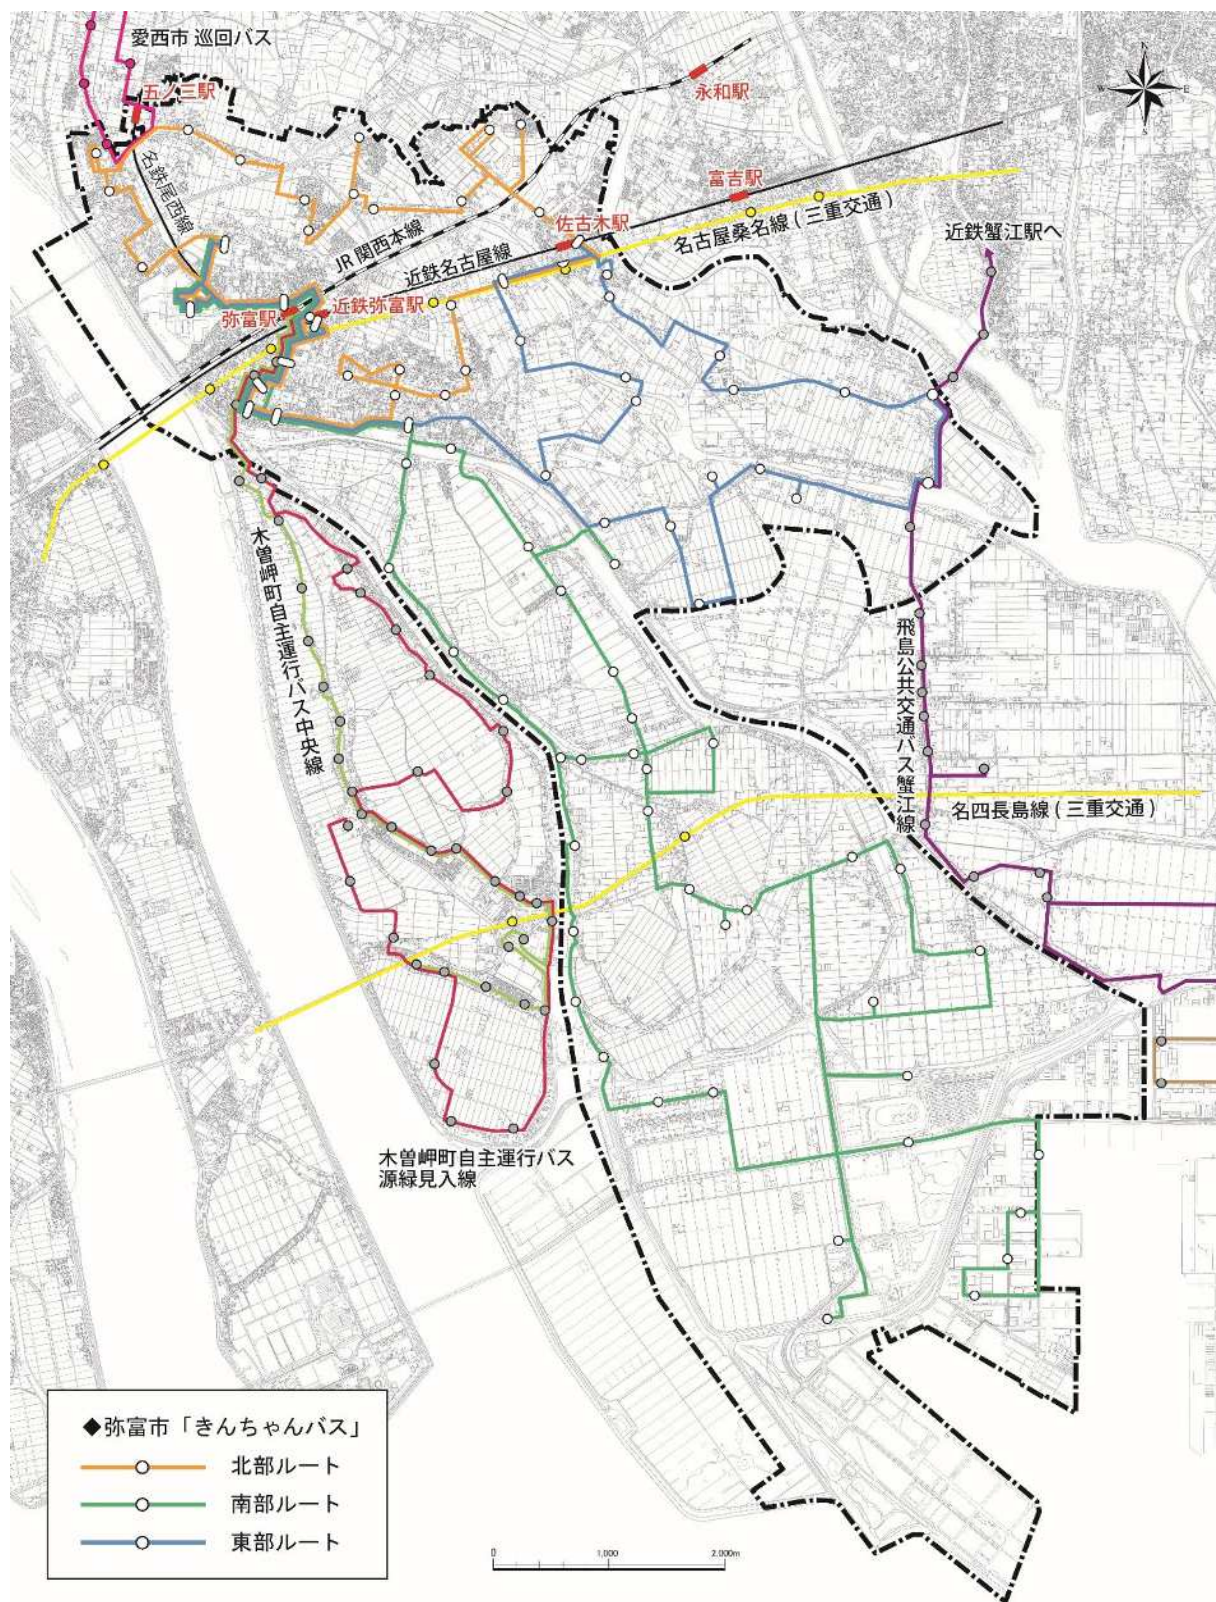 愛西市 巡回バス
N
W
E
S
五ノ三駅
永和駅
名鉄尾西線
富吉駅
佐古木駅
名古屋桑名線(三重交通)
近鉄蟹江駅へ
JR関西本線
近鉄名古屋線
弥富駅
近鉄弥富駅
木曽岬町自主運行バス中央線
飛島公共交通バス蟹江線
名四長島線(三重交通)
木曽岬町自主運行バス
源緑見入線
◆弥富市「きんちゃんバス」
北部ルート
南部ルート
東部ルート
0 1,000 2,000m